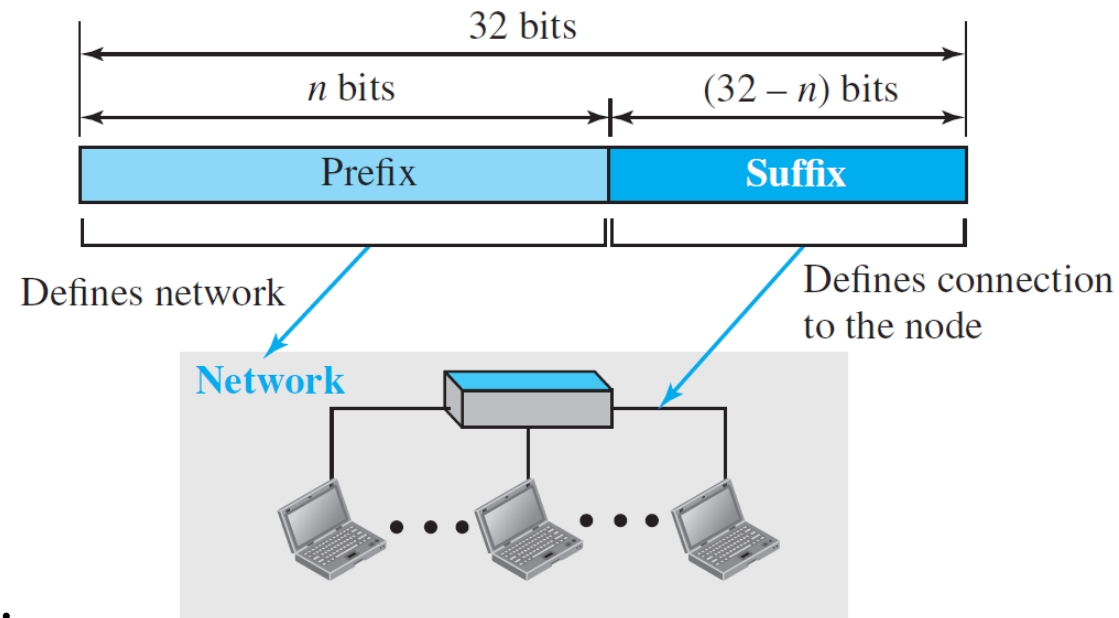 32 bits
n bits
(32 – n) bits
Prefix
Suffix
Defines network
Defines connection
to the node
Network